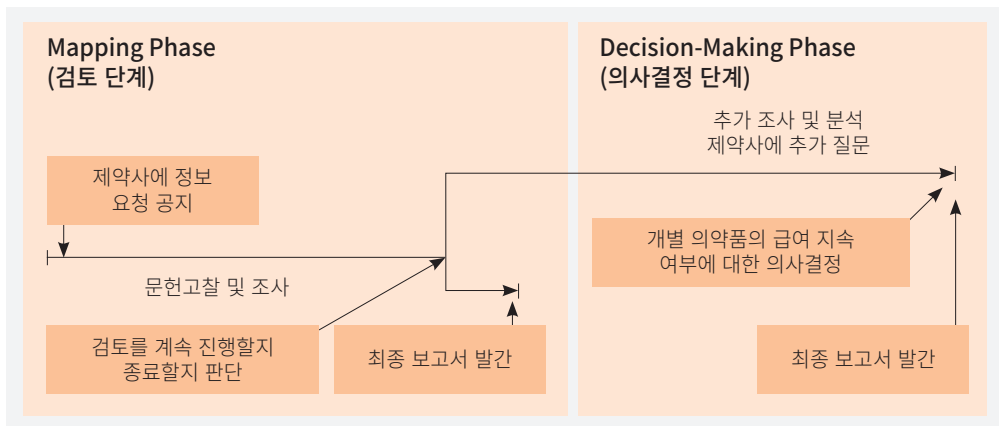 Mapping Phase
(검토 단계)
제약사에 정보
요청 공지
문헌고찰 및 조사
검토를 계속 진행할지
종료할지 판단
최종 보고서 발간
Decision-Making Phase
(의사결정 단계)
추가 조사 및 분석
제약사에 추가 질문
개별 의약품의 급여 지속
여부에 대한 의사결정
최종 보고서 발간